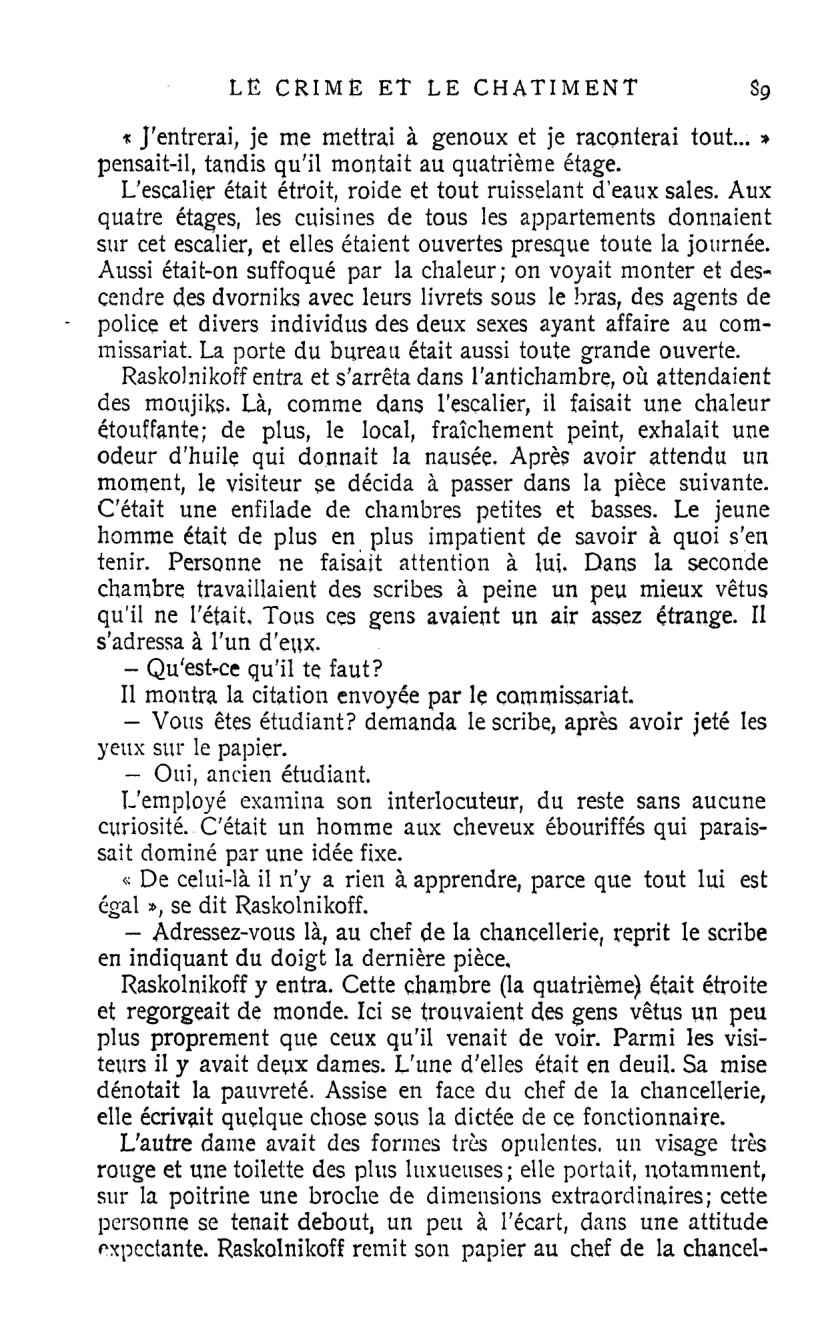 LE CRIME ET LE CHATIMENT 89
« J'entrerai, je me mettrai à genoux et je raconterai tout... »
pensait-il, tandis qu'il montait au quatrième étage.
L'escalier était étroit, roide et tout ruisselant d'eaux sales. Aux
quatre étages, les cuisines de tous les appartements donnaient
sur cet escalier, et elles étaient ouvertes presque toute la journée.
Aussi était-on suffoqué par la chaleur; on voyait monter et des-
cendre des dvorniks avec leurs livrets sous le bras, des agents de
police et divers individus des deux sexes ayant affaire au com-
missariat. La porte du bureau était aussi toute grande ouverte.
Raskolnikoff entra et s'arrêta dans l'antichambre, où attendaient
des moujiks. Là, comme dans l'escalier, il faisait une chaleur
étouffante; de plus, le local, fraîchement peint, exhalait une
odeur d'huile qui donnait la nausée. Après avoir attendu un
moment, le visiteur se décida à passer dans la pièce suivante.
C'était une enfilade de chambres petites et basses. Le jeune
homme était de plus en plus impatient de savoir à quoi s'en
tenir. Personne ne faisait attention à lui. Dans la seconde
chambre travaillaient des scribes à peine un peu mieux vêtus
qu'il ne l'était. Tous ces gens avaient un air assez étrange. Il
s'adressa à l'un d'eux.
— Qu'est-ce qu'il te faut?
Il montra la citation envoyée par le commissariat.
— Vous êtes étudiant? demanda le scribe, après avoir jeté les
yeux sur le papier.
— Oui, ancien étudiant.
L'employé examina son interlocuteur, du reste sans aucune
curiosité. C'était un homme aux cheveux ébouriffés qui parais-
sait dominé par une idée fixe.
« De celui-là il n'y a rien à apprendre, parce que tout lui est
égal », se dit Raskolnikoff.
— Adressez-vous là, au chef de la chancellerie, reprit le scribe
en indiquant du doigt la dernière pièce.
Raskolnikoff y entra. Cette chambre (la quatrième) était étroite
et regorgeait de monde. Ici se trouvaient des gens vêtus un peu
plus proprement que ceux qu'il venait de voir. Parmi les visi-
teurs il y avait deux dames. L'une d'elles était en deuil. Sa mise
dénotait la pauvreté. Assise en face du chef de la chancellerie,
elle écrivait quelque chose sous la dictée de ce fonctionnaire.
L'autre dame avait des formes très opulentes, un visage très
rouge et une toilette des plus luxueuses; elle portait, notamment,
sur la poitrine une broche de dimensions extraordinaires; cette
personne se tenait debout, un peu à l'écart, dans une attitude
expectante. Raskolnikoff remit son papier au chef de la chancel-